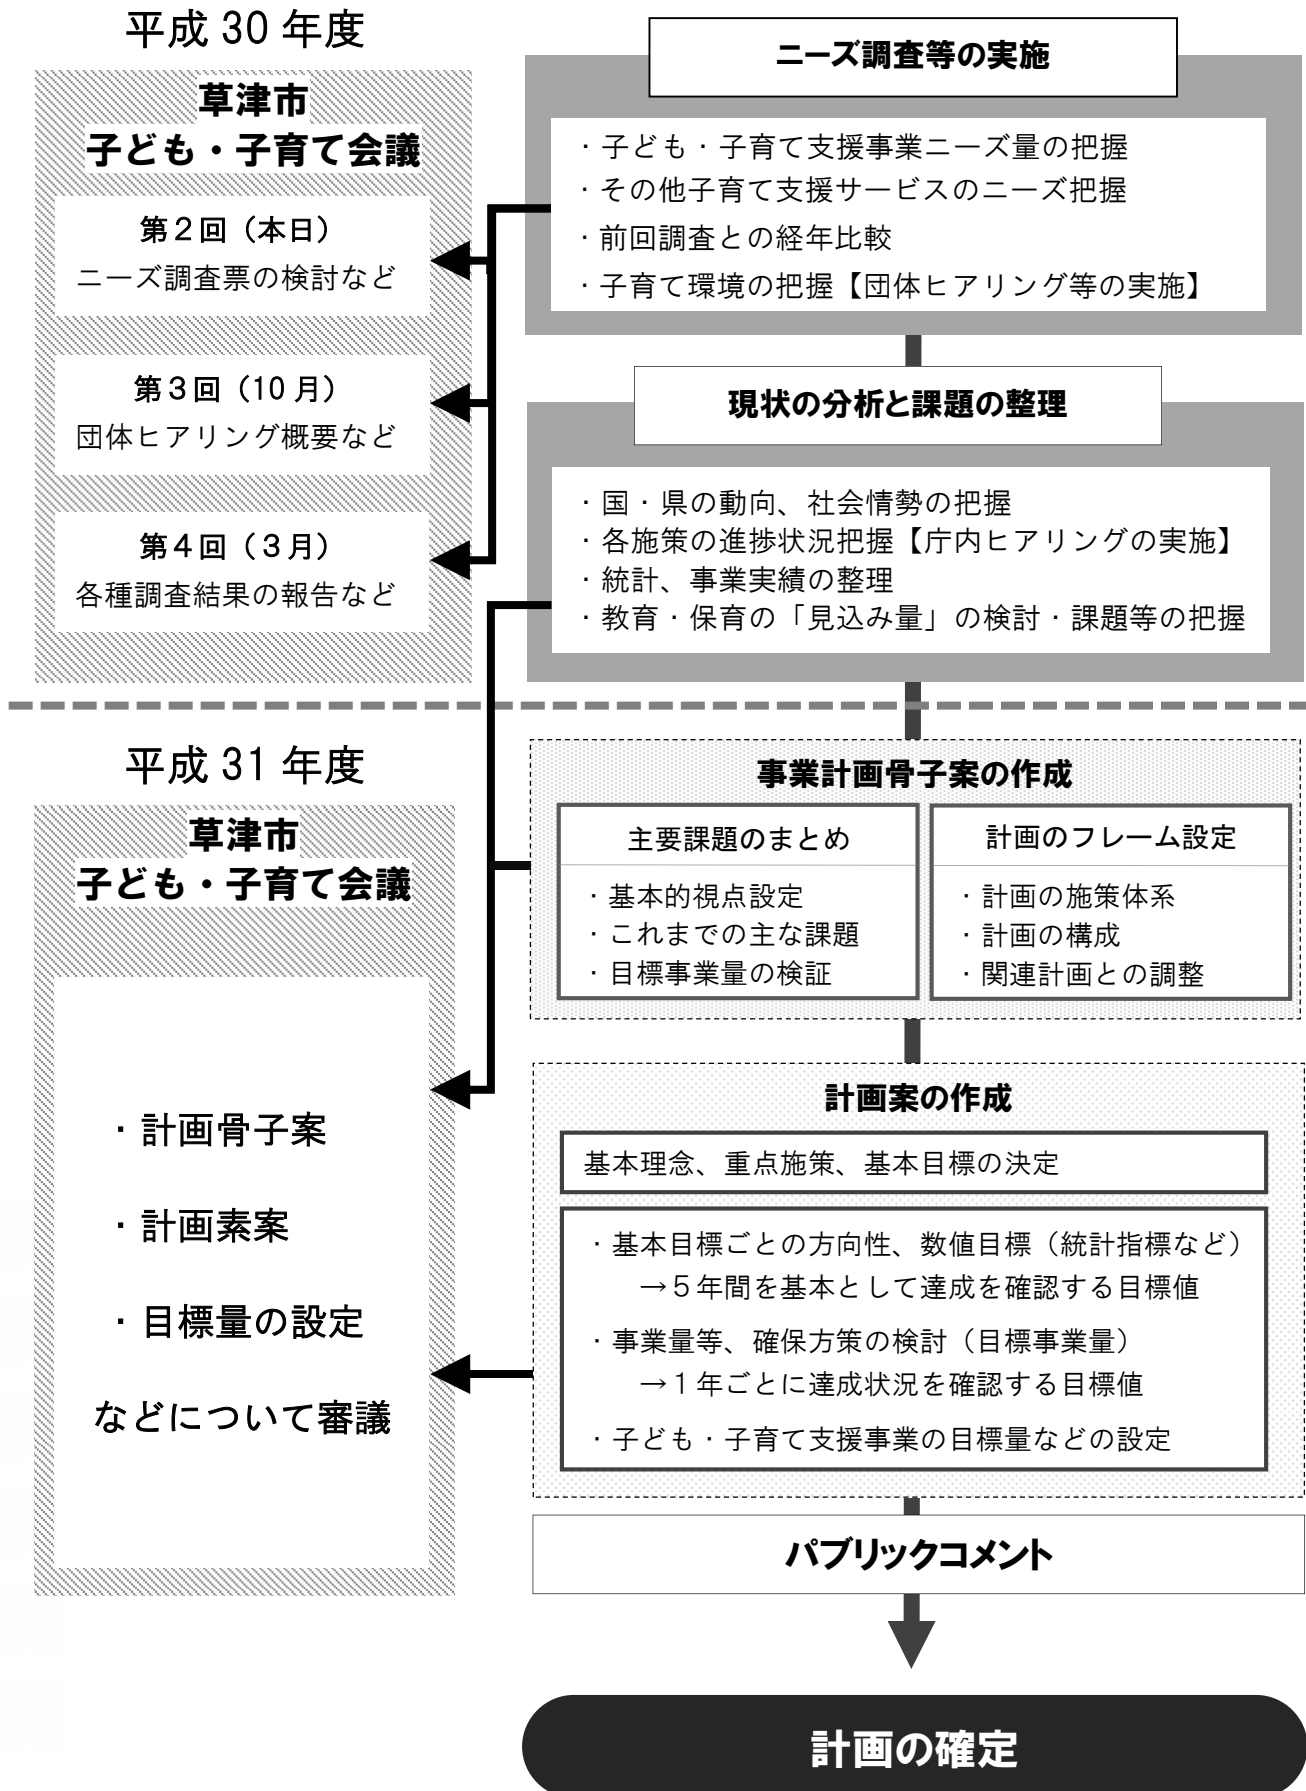 平成 30 年度
草津市
子ども・子育て会議
第２回（本日）
ニーズ調査票の検討など
第３回（10 月）
団体ヒアリング概要など
第４回（３月）
各種調査結果の報告など
ニーズ調査等の実施
・子ども・子育て支援事業ニーズ量の把握
・その他子育て支援サービスのニーズ把握
・前回調査との経年比較
・子育て環境の把握【団体ヒアリング等の実施】
現状の分析と課題の整理
・国・県の動向、社会情勢の把握
・各施策の進捗状況把握【庁内ヒアリングの実施】
・統計、事業実績の整理
・教育・保育の「見込み量」の検討・課題等の把握
平成 31 年度
草津市
子ども・子育て会議
・計画骨子案
・計画素案
・目標量の設定
などについて審議
事業計画骨子案の作成
主要課題のまとめ
・基本的視点設定
・これまでの主な課題
・目標事業量の検証
計画のフレーム設定
・計画の施策体系
・計画の構成
・関連計画との調整
計画案の作成
基本理念、重点施策、基本目標の決定
・基本目標ごとの方向性、数値目標（統計指標など）
→５年間を基本として達成を確認する目標値
・事業量等、確保方策の検討（目標事業量）
→１年ごとに達成状況を確認する目標値
・子ども・子育て支援事業の目標量などの設定
パブリックコメント
計画の確定